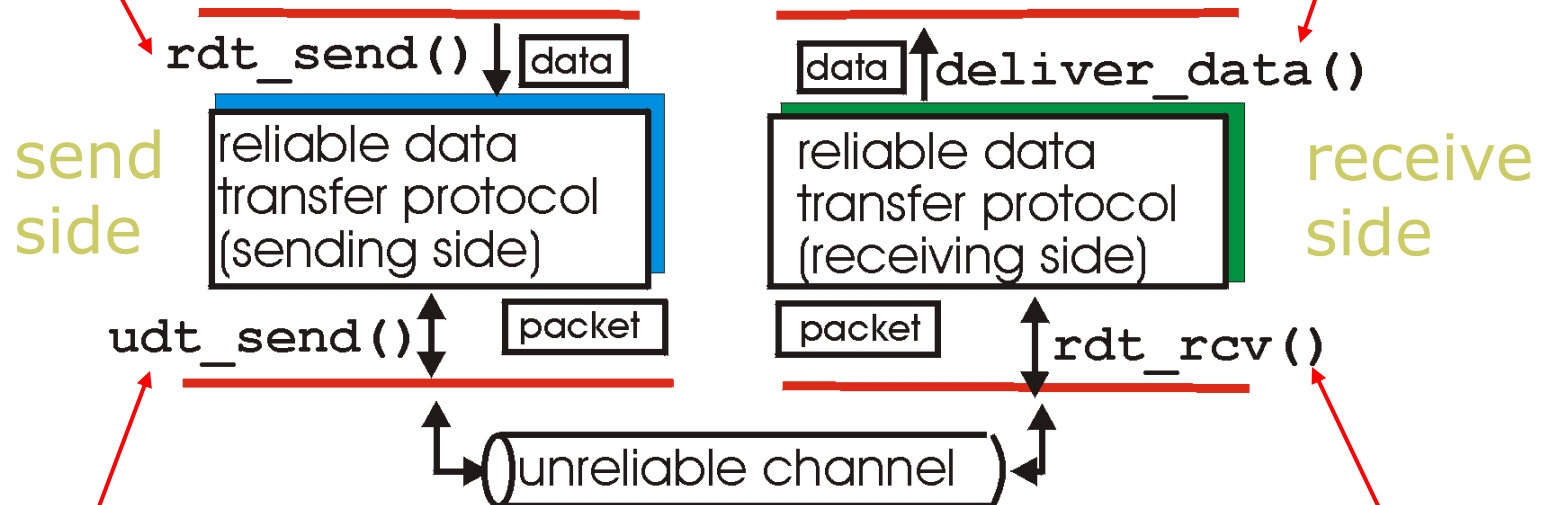 rdt_send()
data
data
deliver_data()
send
side
reliable data
transfer protocol
(sending side)
reliable data
transfer protocol
(receiving side)
receive
side
udt_send()
packet
packet
rdt_rcv()
unreliable channel